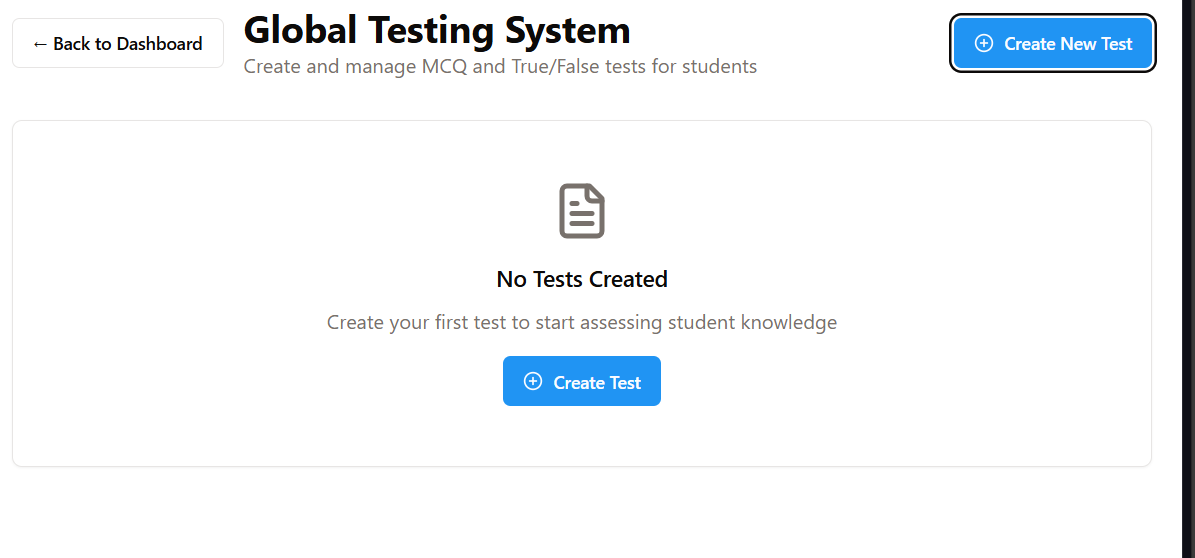 ← Back to Dashboard
Global Testing System
Create and manage MCQ and True/False tests for students
Create New Test
No Tests Created
Create your first test to start assessing student knowledge
Create Test